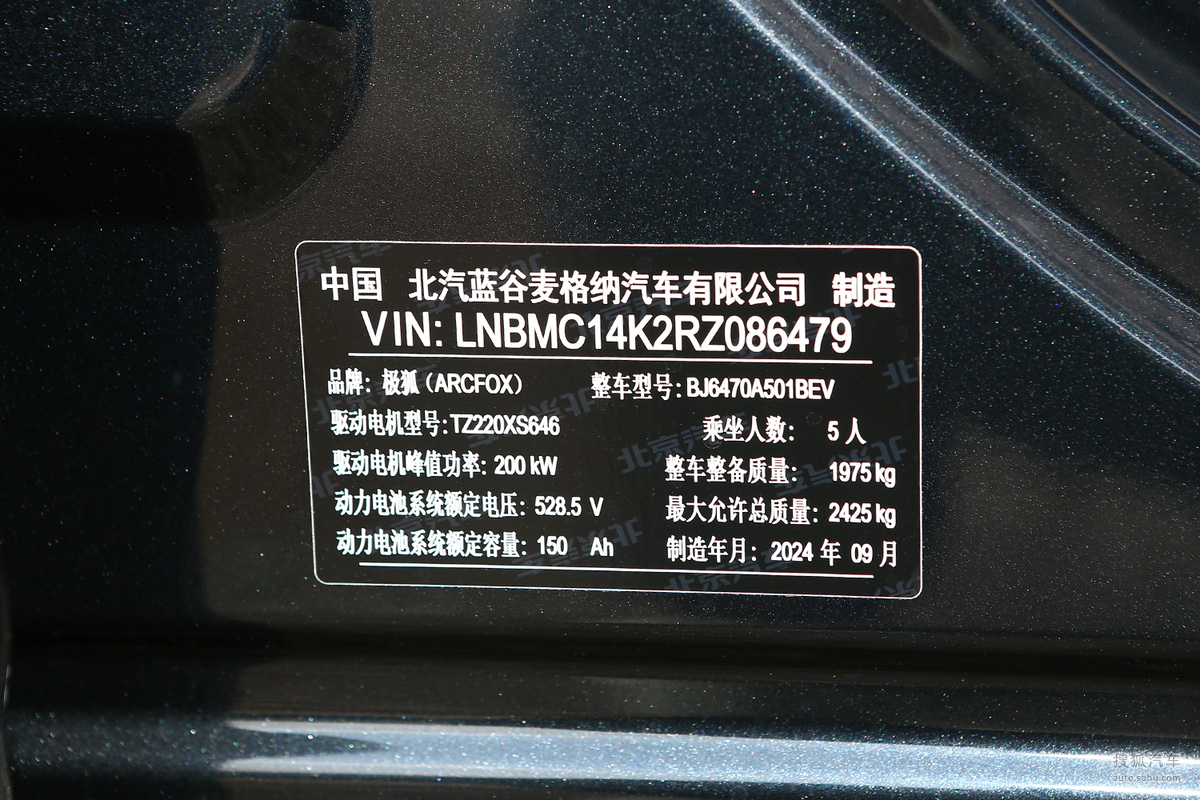 中国 北汽蓝谷麦格纳汽车有限公司 制造
VIN: LNBMC14K2RZ086479
品牌: 极狐（ARCFOX） 整车型号: BJ6470A501BEV
驱动电机型号: TZ220XS646 乘坐人数: 5 人
驱动电机峰值功率: 200 kW 整车整备质量: 1975 kg
动力电池系统额定电压: 528.5 V 最大允许总质量: 2425 kg
动力电池系统额定容量: 150 Ah 制造年月: 2024 年 09 月
搜狐汽车
auto.sohu.com